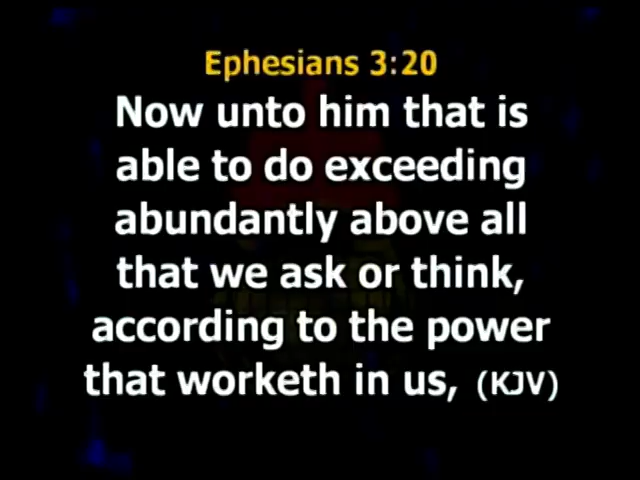 Ephesians 3:20
Now unto him that is
able to do exceeding
abundantly above all
that we ask or think,
according to the power
that worketh in us, (KJV)